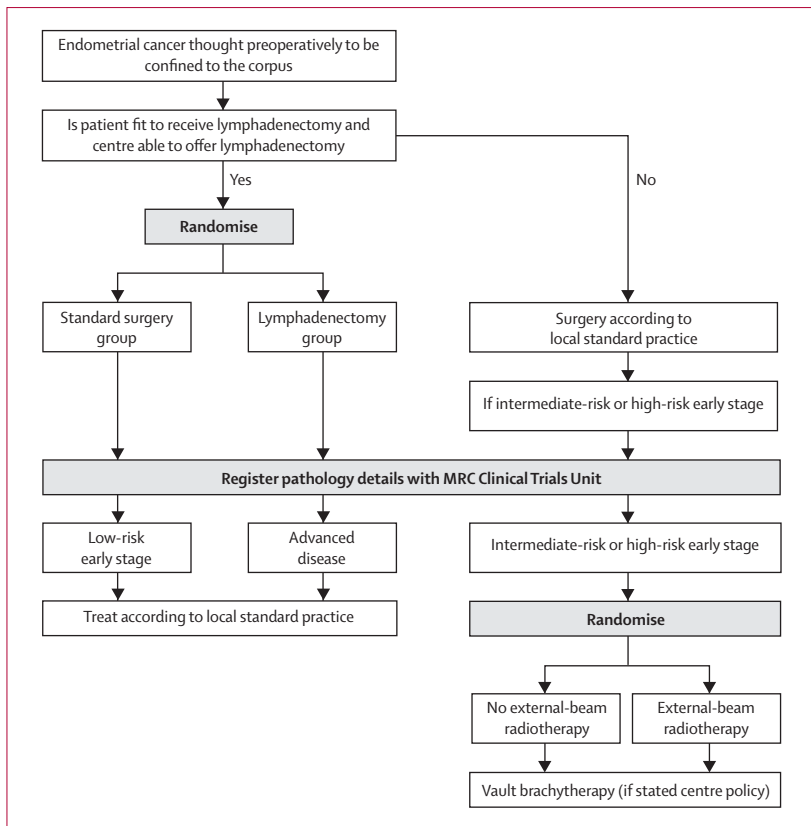 Endometrial cancer thought preoperatively to be
confined to the corpus
Is patient fit to receive lymphadenectomy and
centre able to offer lymphadenectomy
Yes
No
Randomise
Standard surgery
group
Lymphadenectomy
group
Surgery according to
local standard practice
If intermediate-risk or high-risk early stage
Register pathology details with MRC Clinical Trials Unit
Low-risk
early stage
Advanced
disease
Intermediate-risk or high-risk early stage
Treat according to local standard practice
Randomise
No external-beam
radiotherapy
External-beam
radiotherapy
Vault brachytherapy (if stated centre policy)